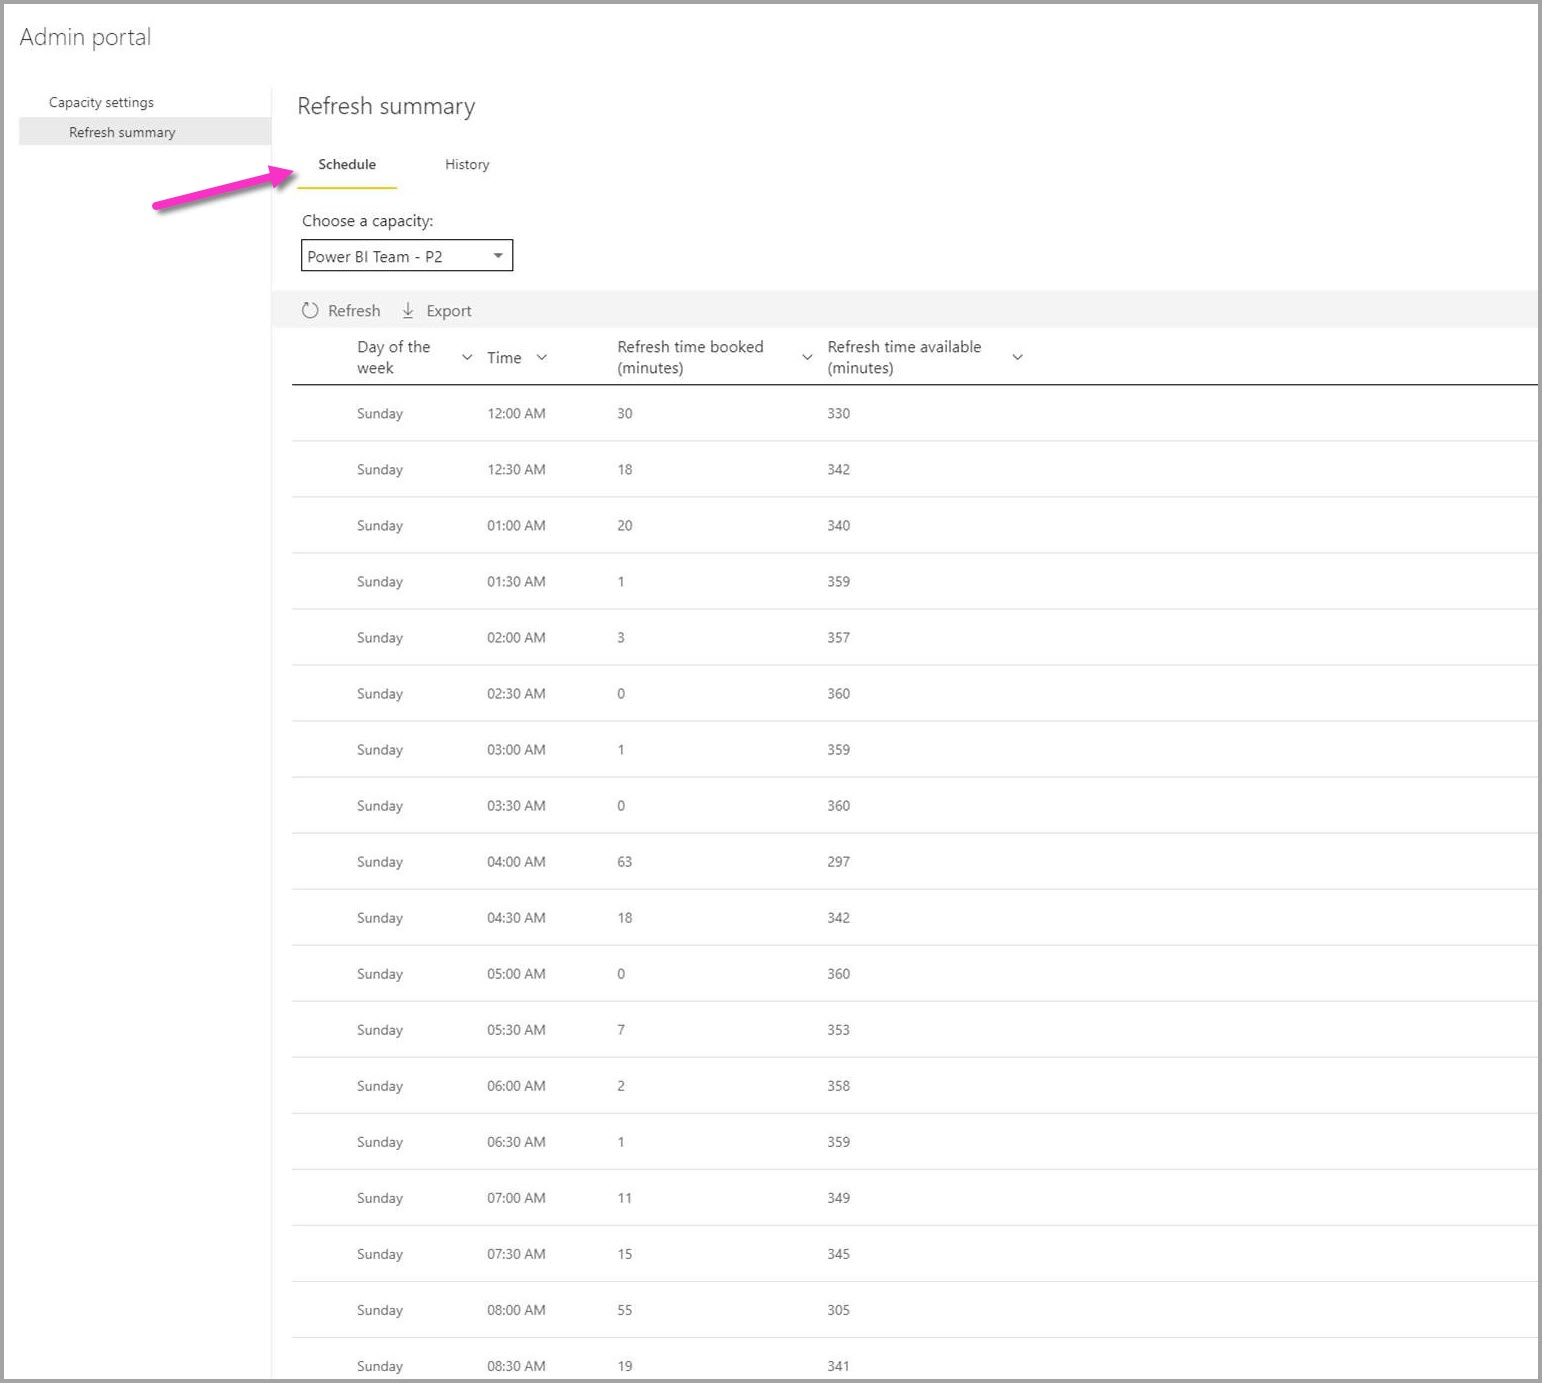 Admin portal
Capacity settings
Refresh summary
Refresh summary
Schedule History
Choose a capacity:
Power BI Team - P2
Refresh Export
Day of the week Time Refresh time booked (minutes) Refresh time available (minutes)
Sunday 12:00 AM 30 330
Sunday 12:30 AM 18 342
Sunday 01:00 AM 20 340
Sunday 01:30 AM 1 359
Sunday 02:00 AM 3 357
Sunday 02:30 AM 0 360
Sunday 03:00 AM 1 359
Sunday 03:30 AM 0 360
Sunday 04:00 AM 63 297
Sunday 04:30 AM 18 342
Sunday 05:00 AM 0 360
Sunday 05:30 AM 7 353
Sunday 06:00 AM 2 358
Sunday 06:30 AM 1 359
Sunday 07:00 AM 11 349
Sunday 07:30 AM 15 345
Sunday 08:00 AM 55 305
Sunday 08:30 AM 19 341